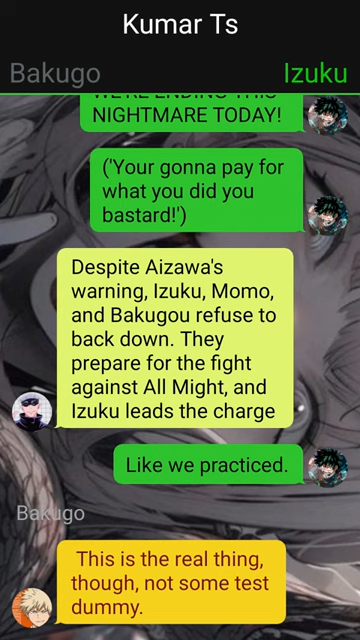 Kumar Ts
Bakugo Izuku
WE'RE ENDING THIS
NIGHTMARE TODAY!
('Your gonna pay for
what you did you
bastard!')
Despite Aizawa's
warning, Izuku, Momo,
and Bakugou refuse to
back down. They
prepare for the fight
against All Might, and
Izuku leads the charge
Like we practiced.
Bakugo
This is the real thing,
though, not some test
dummy.